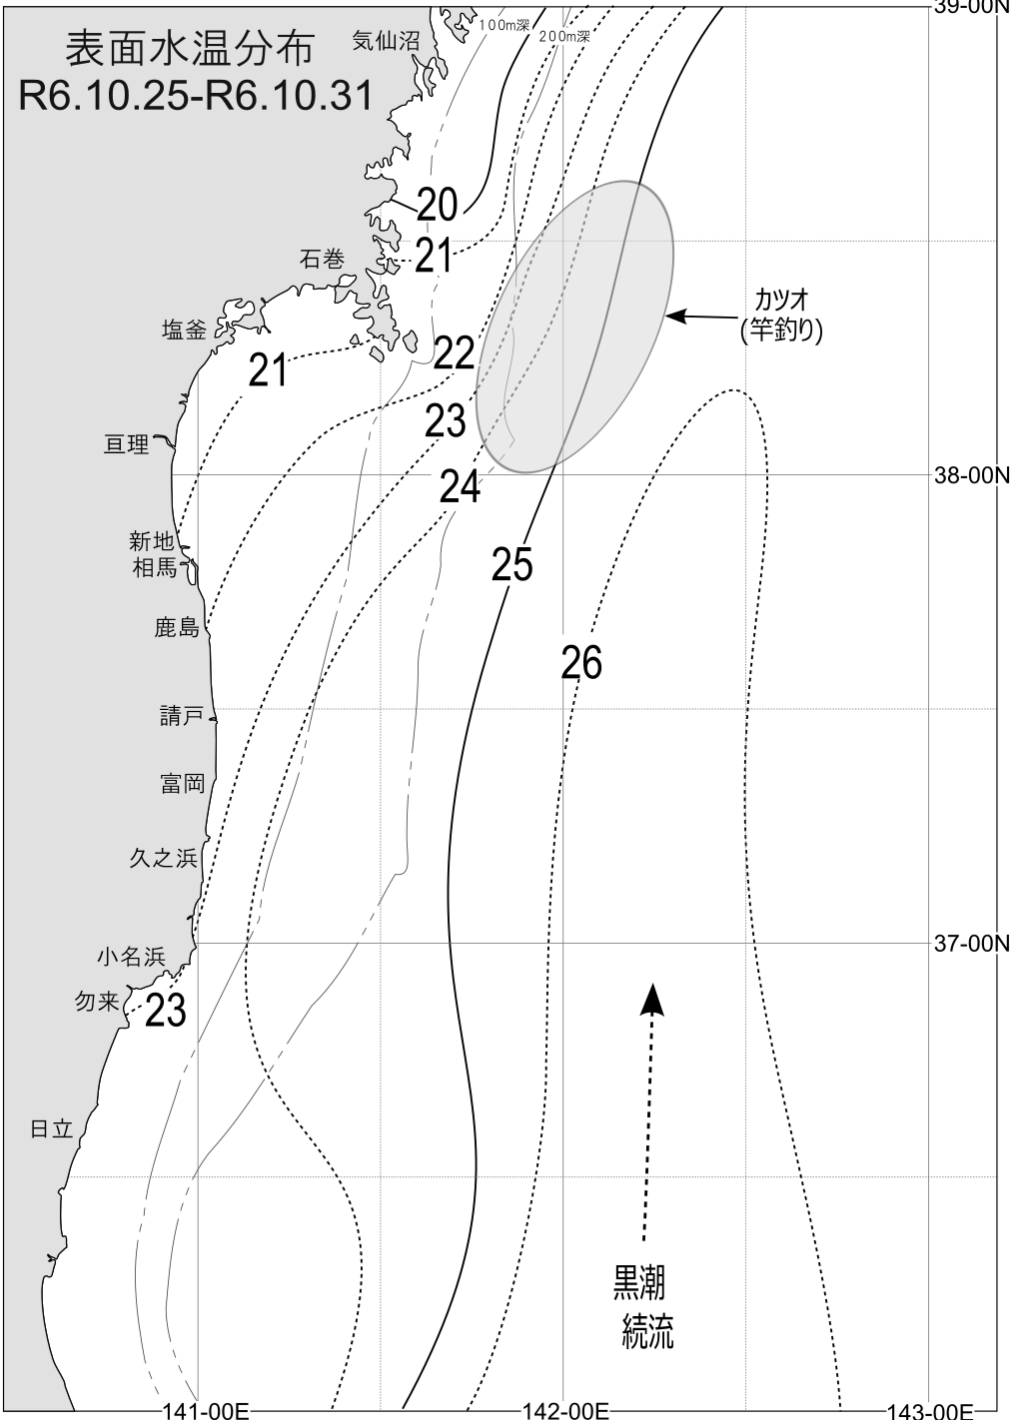 39-00N
100m深
200m深
表面水温分布
気仙沼
R6.10.25-R6.10.31
20
21
石巻
カツオ
(竿釣り)
塩釜
22
21
23
亘理
38-00N
24
新地
25
相馬
鹿島
26
請戸
富岡
久之浜
37-00N
小名浜
勿来
23
日立
黒潮
続流
141-00E
142-00E
143-00E